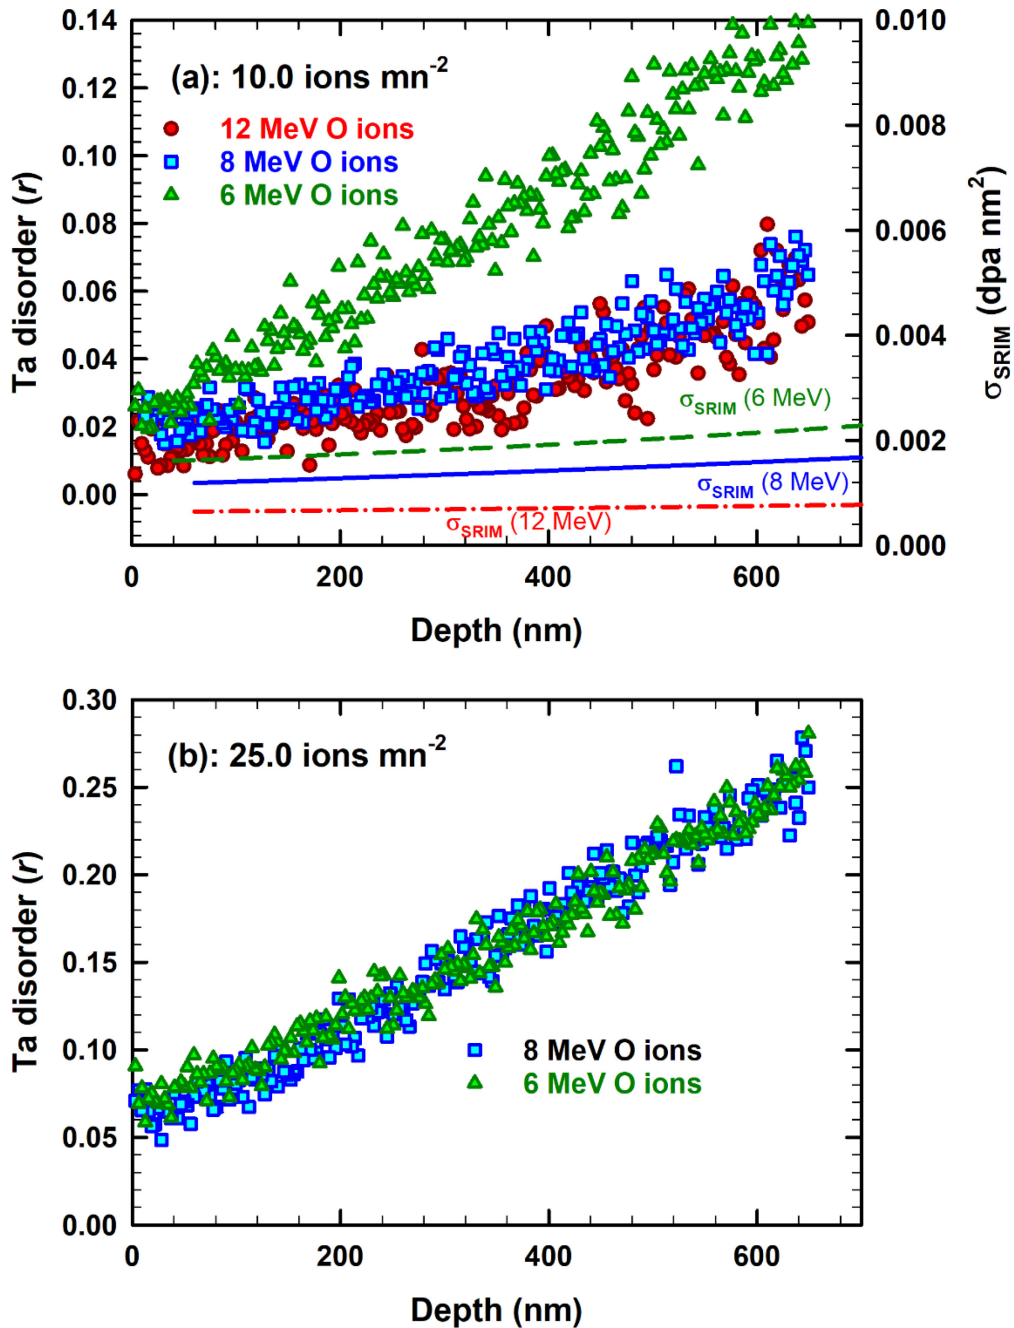 0.14
0.12
0.10
0.08
0.06
0.04
0.02
0.00
Ta disorder (r)
(a): 10.0 ions mn-2
12 MeV O ions
8 MeV O ions
6 MeV O ions
σSRIM (6 MeV)
σSRIM (8 MeV)
σSRIM (12 MeV)
0.010
0.008
0.006
0.004
0.002
0.000
σSRIM (dpa nm2)
0 200 400 600
Depth (nm)
0.30
0.25
0.20
0.15
0.10
0.05
0.00
Ta disorder (r)
(b): 25.0 ions mn-2
8 MeV O ions
6 MeV O ions
0 200 400 600
Depth (nm)